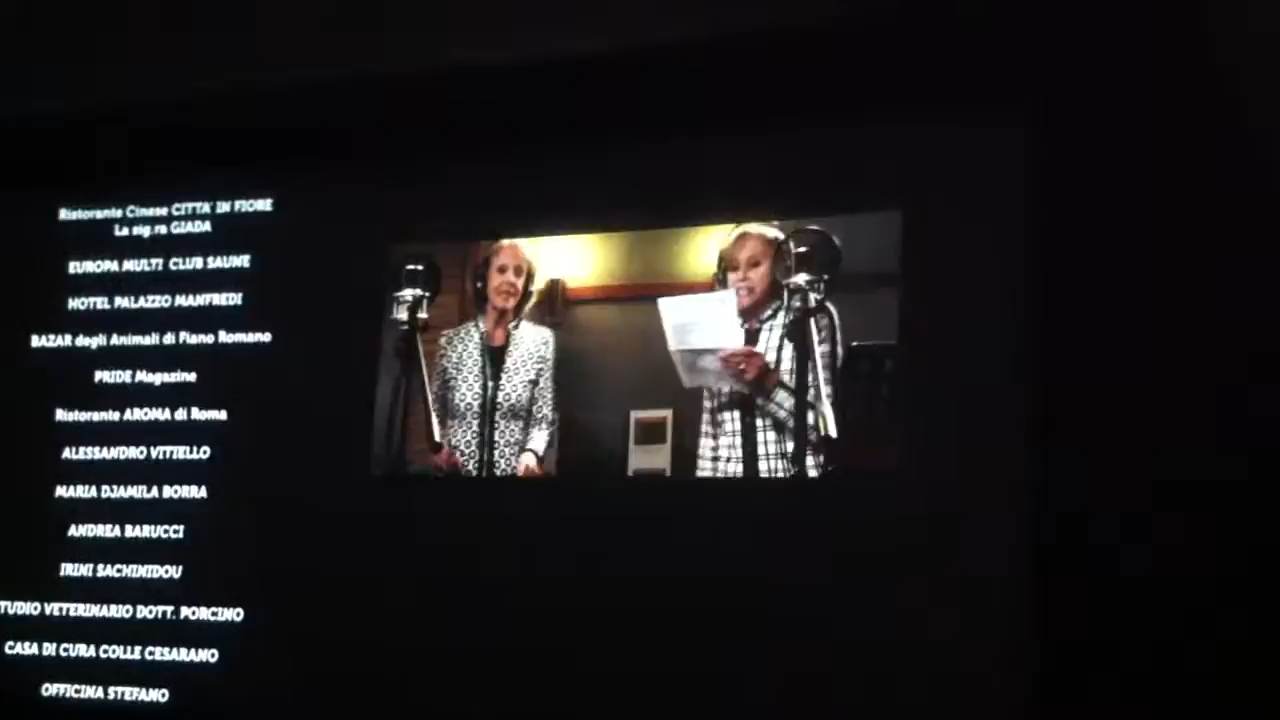 Ristorante Cinese CITTA' IN FIORE
La sig.ra GIADA
EUROPA MULTI CLUB SAUNE
HOTEL PALAZZO MANFREDI
BAZAR degli Animali di Fiano Romano
PRIDE Magazine
Ristorante AROMA di Roma
ALESSANDRO VITIELLO
MARIA DJAMILA BORRA
ANDREA BARUCCI
IRINI SACHINIDOU
TUDIO VETERINARIO DOTT. PORCINO
CASA DI CURA COLLE CESARANO
OFFICINA STEFANO